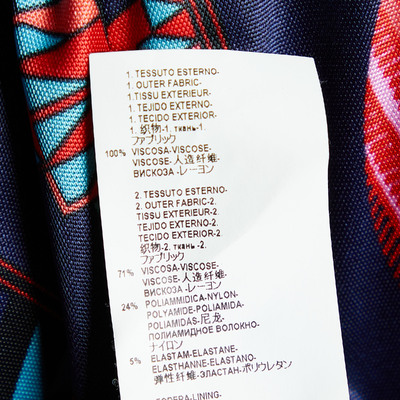 1. TESSUTO ESTERNO-
1. OUTER FABRIC-
1.TISSU EXTERIEUR-
1. TEJIDO EXTERNO-
1. TECIDO EXTERIOR-
1. 织物-1. ткань-1.
ファブリック
100% VISCOSA-VISCOSE-
VISCOSE-人造纤维-
ВИСКОЗА-レーヨン
2. TESSUTO ESTERNO-
2. OUTER FABRIC-2.
TISSU EXTERIEUR-2.
TEJIDO EXTERNO-2.
TECIDO EXTERIOR-2.
织物-2. ткань-2.
ファブリック
71% VISCOSA-VISCOSE-
VISCOSE-人造纤维-
ВИСКОЗА-レーヨン
24% POLIAMMIDICA-NYLON-
POLYAMIDE-POLIAMIDA-
POLIAMIDAS-尼龙-
ПОЛИАМИДНОЕ ВОЛОКНО-
ナイロン
5% ELASTAM-ELASTANE-
ELASTHANNE-ELASTANO-
弹性纤维-ЭЛАСТАН-ポリウレタン
FODERA-LINING-